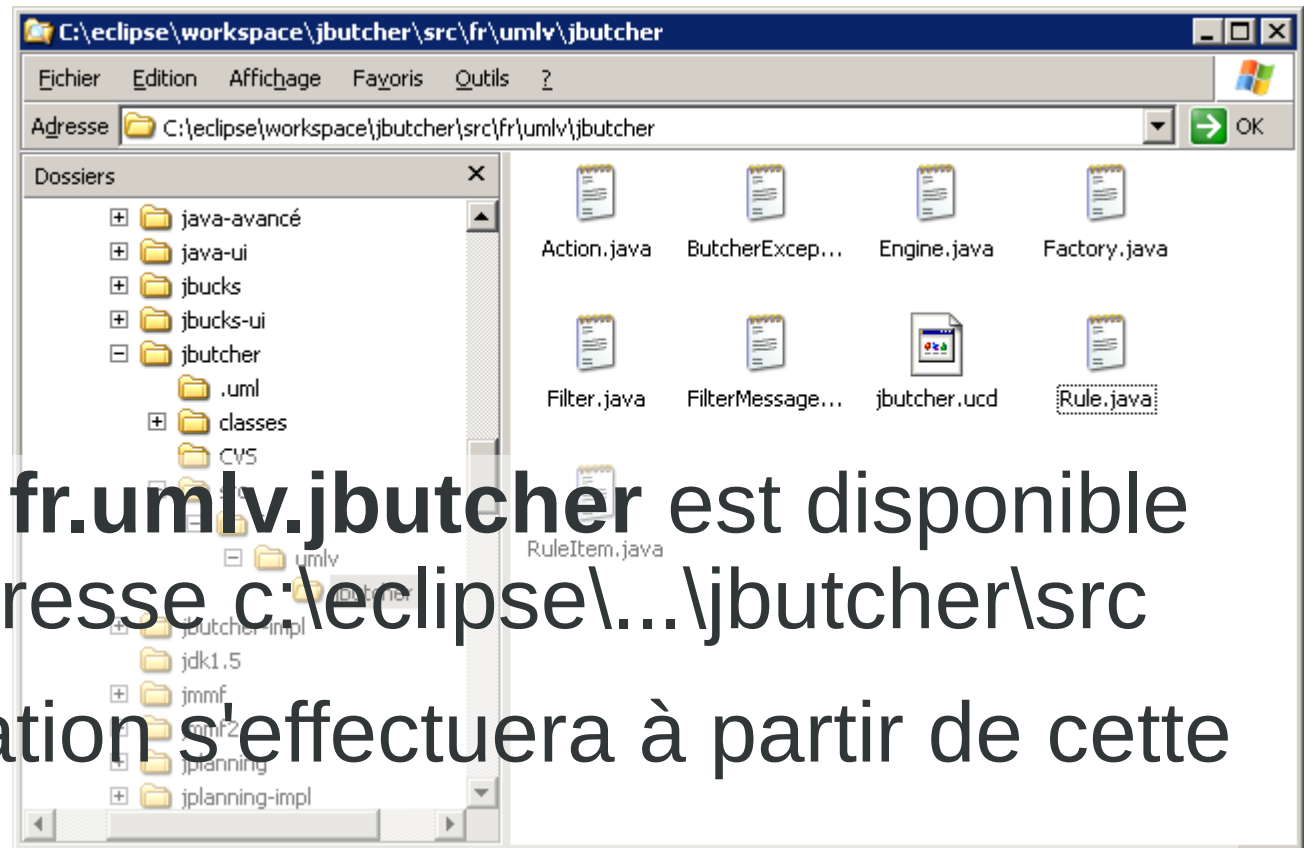 C:\eclipse\workspace\jbutcher\src\fr\umlv\jbutcher
Fichier Edition Affichage Favoris Outils ?
Adresse C:\eclipse\workspace\jbutcher\src\fr\umlv\jbutcher OK
Dossiers
java-avancé
java-ui
jbucks
jbucks-ui
jbutcher
.uml
classes
CVS
src
umlv
jbutcher
jbutcher-impl
jdk1.5
jmmf
jmmf2
jplanning
jplanning-impl
Action.java ButcherExcep... Engine.java Factory.java
Filter.java FilterMessage... jbutcher.ucd Rule.java
RuleItem.java
fr.umlv.jbutcher est disponible
resse c:\eclipse\...\jbutcher\src
ation s'effectuera à partir de cette